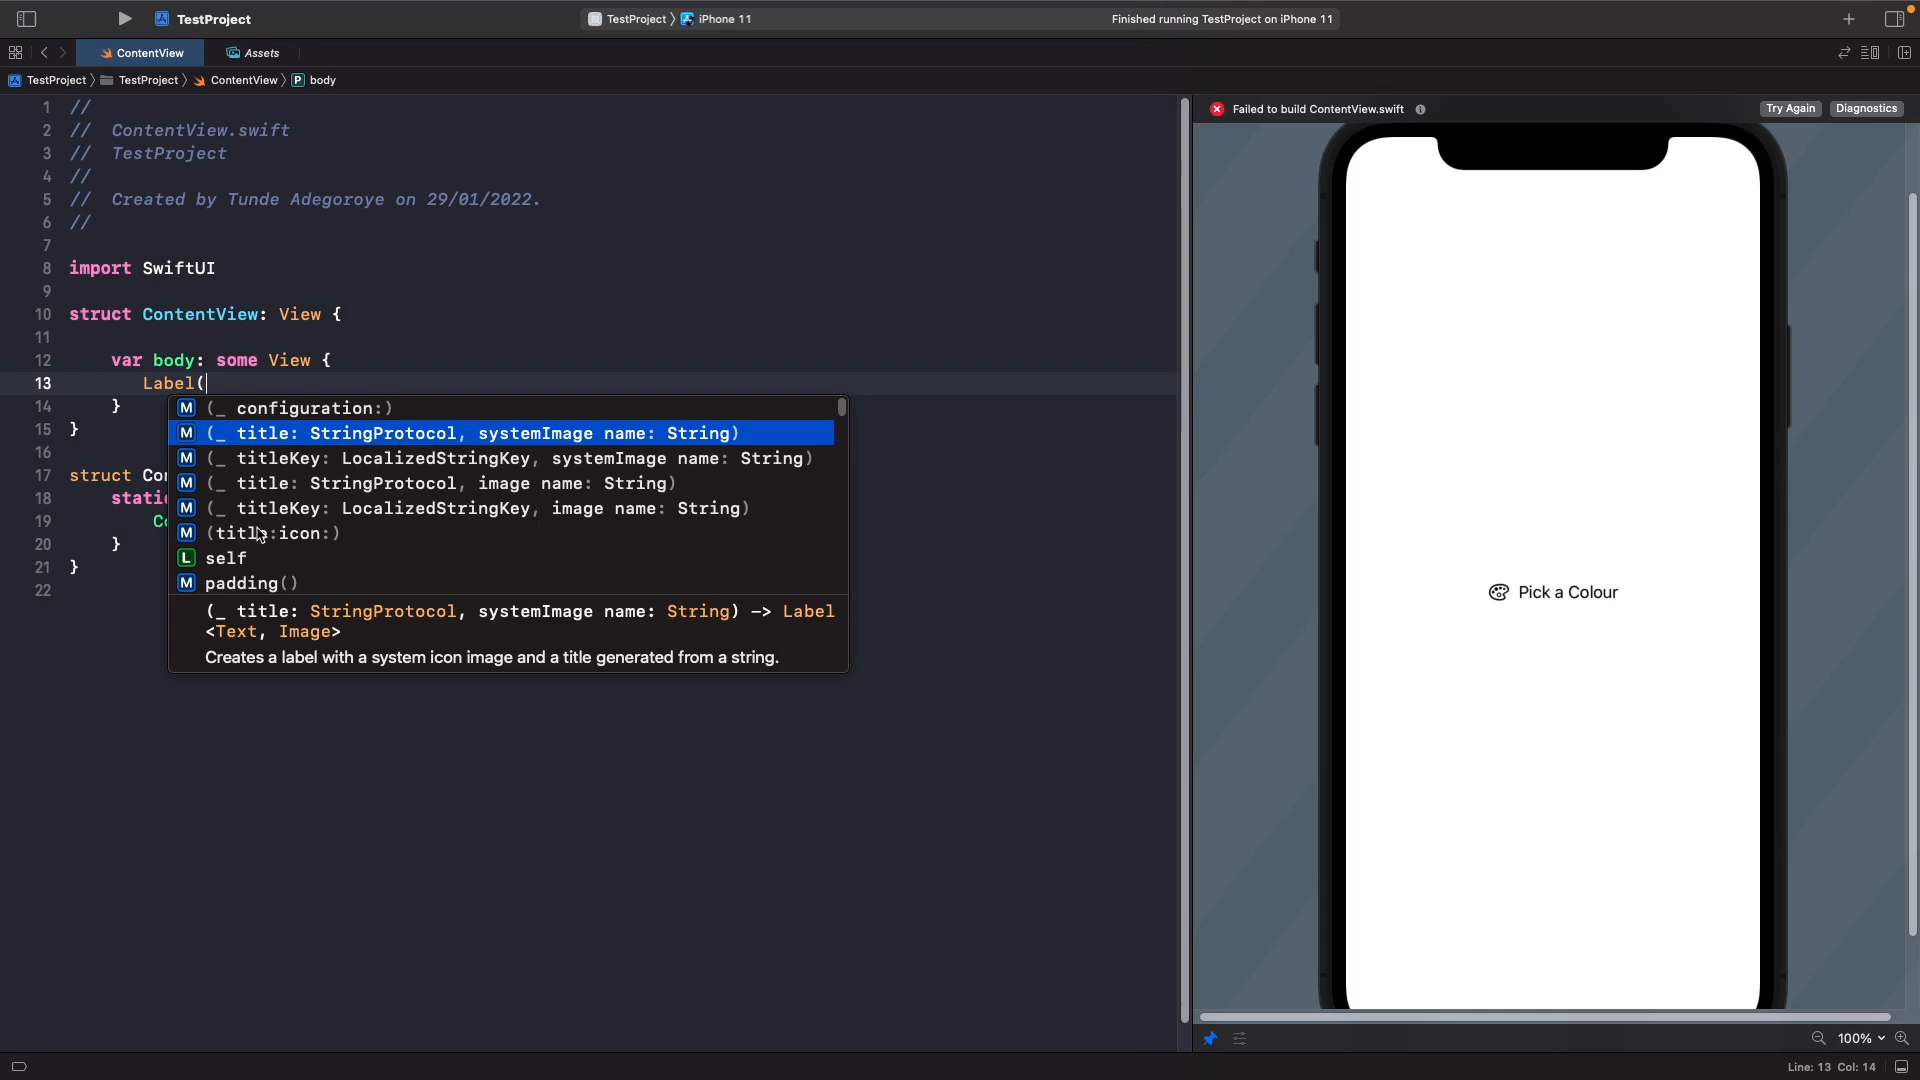 TestProject
TestProject 〉 iPhone 11
Finished running TestProject on iPhone 11
ContentView
Assets
TestProject 〉 TestProject 〉 ContentView 〉 P body
1 //
2 //  ContentView.swift
3 //  TestProject
4 //
5 //  Created by Tunde Adegoroye on 29/01/2022.
6 //
7
8 import SwiftUI
9
10 struct ContentView: View {
11
12     var body: some View {
13        Label(
14     }
15 }
16
17 struct Con
18     static
19         Co
20     }
21 }
22
M (_ configuration:)
M (_ title: StringProtocol, systemImage name: String)
M (_ titleKey: LocalizedStringKey, systemImage name: String)
M (_ title: StringProtocol, image name: String)
M (_ titleKey: LocalizedStringKey, image name: String)
M (title:icon:)
L self
M padding()
(_ title: StringProtocol, systemImage name: String) -> Label
<Text, Image>
Creates a label with a system icon image and a title generated from a string.
Failed to build ContentView.swift
Try Again
Diagnostics
Pick a Colour
100%
Line: 13 Col: 14